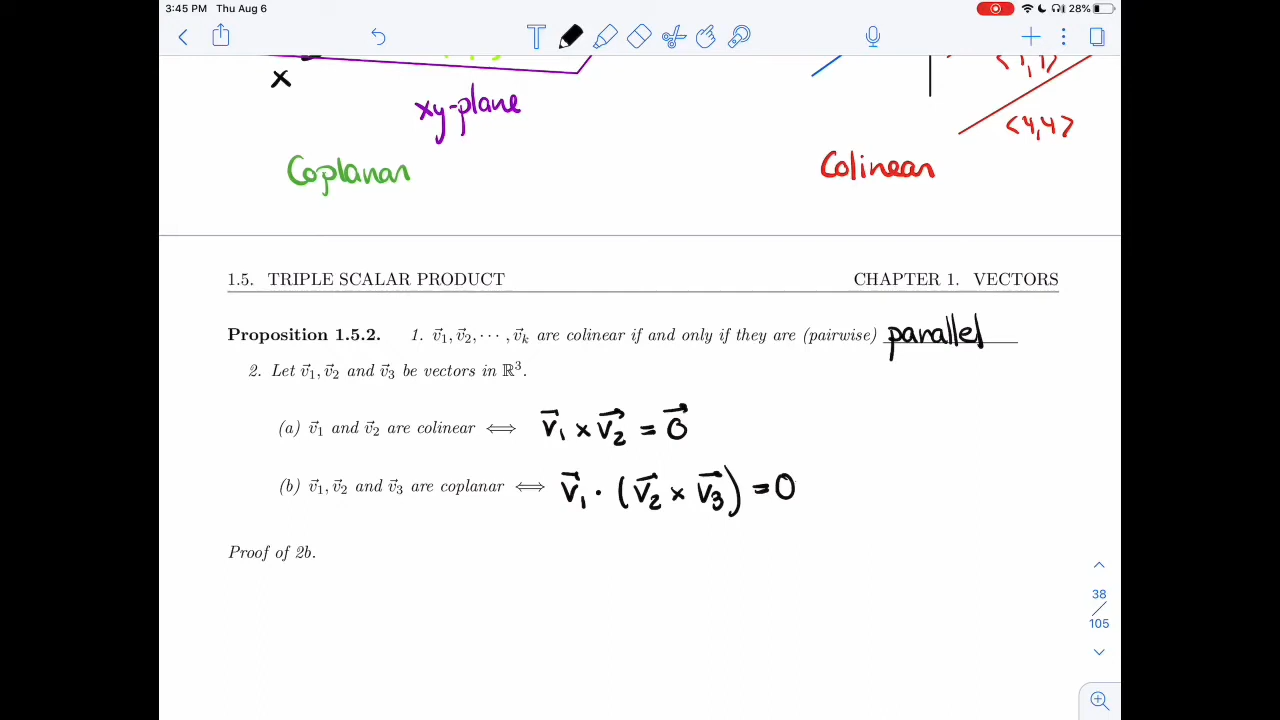 3:45 PM Thu Aug 6
28%
T
x
xy-plane
<4,4>
Coplanar
Colinear
1.5. TRIPLE SCALAR PRODUCT CHAPTER 1. VECTORS
Proposition 1.5.2. 1. v⃗₁, v⃗₂, ⋯ , v⃗ₖ are colinear if and only if they are (pairwise) parallel
2. Let v⃗₁, v⃗₂ and v⃗₃ be vectors in ℝ³.
(a) v⃗₁ and v⃗₂ are colinear ⟺ v⃗₁ × v⃗₂ = 0⃗
(b) v⃗₁, v⃗₂ and v⃗₃ are coplanar ⟺ v⃗₁ · (v⃗₂ × v⃗₃) = 0
Proof of 2b.
38
105